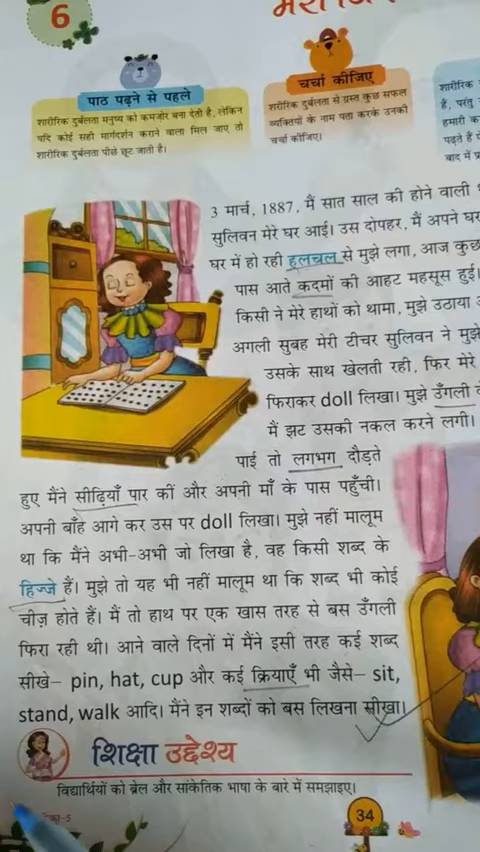 6
पाठ पढ़ने से पहले
शारीरिक दुर्बलता मनुष्य को कमज़ोर बना देती है, लेकिन
यदि कोई सही मार्गदर्शन कराने वाला मिल जाए तो
शारीरिक दुर्बलता पीछे छूट जाती है।
चर्चा कीजिए
शारीरिक दुर्बलता से ग्रस्त कुछ सफल
व्यक्तियों के नाम पता करके उनकी
चर्चा कीजिए।
शारीरिक
हैं, परंतु
हमारी
पढ़ते हैं
बाद में
3 मार्च, 1887, मैं सात साल की होने वाली
सुलिवन मेरे घर आई। उस दोपहर, मैं अपने घर
घर में हो रही हलचल से मुझे लगा, आज कुछ
पास आते कदमों की आहट महसूस हुई।
किसी ने मेरे हाथों को थामा, मुझे उठाया
अगली सुबह मेरी टीचर सुलिवन ने मुझे
उसके साथ खेलती रही, फिर मेरे
फिराकर doll लिखा। मुझे उँगली
मैं झट उसकी नकल करने लगी।
पाई तो लगभग दौड़ते
हुए मैंने सीढ़ियाँ पार कीं और अपनी माँ के पास पहुँची।
अपनी बाँह आगे कर उस पर doll लिखा। मुझे नहीं मालूम
था कि मैंने अभी-अभी जो लिखा है, वह किसी शब्द के
हिज्जे हैं। मुझे तो यह भी नहीं मालूम था कि शब्द भी कोई
चीज़ होते हैं। मैं तो हाथ पर एक खास तरह से बस उँगली
फिरा रही थी। आने वाले दिनों में मैंने इसी तरह कई शब्द
सीखे– pin, hat, cup और कई क्रियाएँ भी जैसे– sit,
stand, walk आदि। मैंने इन शब्दों को बस लिखना सीखा।
शिक्षा उद्देश्य
विद्यार्थियों को ब्रेल और सांकेतिक भाषा के बारे में समझाइए।
34